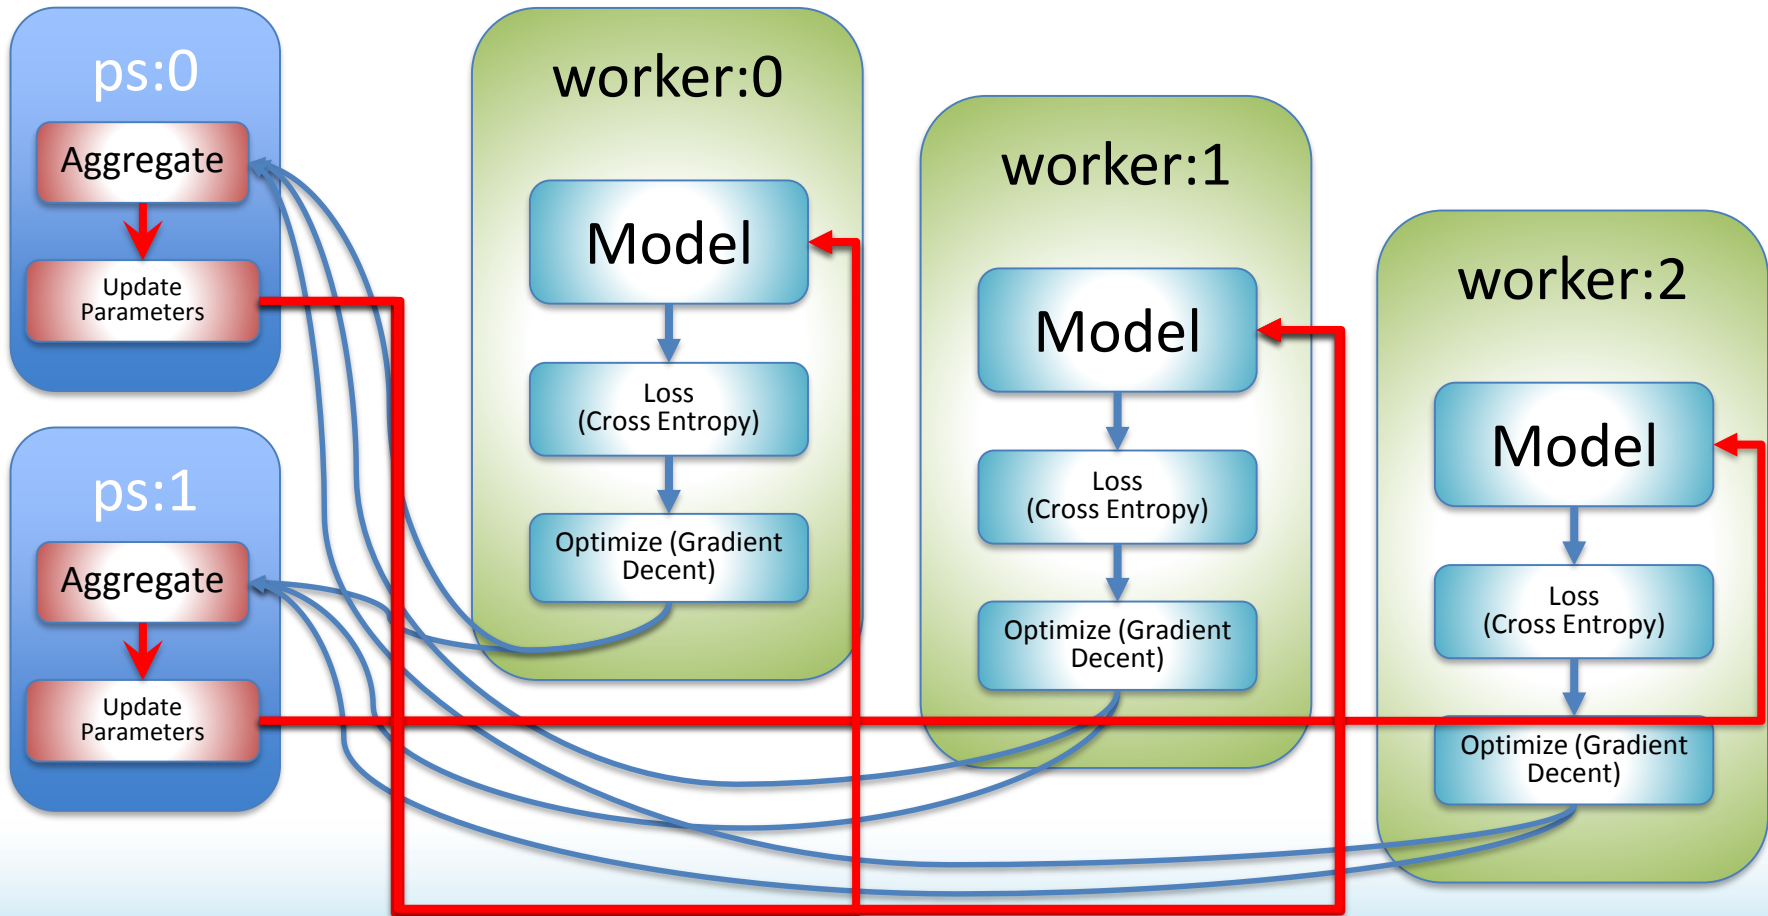 ps:0
Aggregate
Update
Parameters
ps:1
Aggregate
Update
Parameters
worker:0
Model
Loss
(Cross Entropy)
Optimize (Gradient
Decent)
worker:1
Model
Loss
(Cross Entropy)
Optimize (Gradient
Decent)
worker:2
Model
Loss
(Cross Entropy)
Optimize (Gradient
Decent)